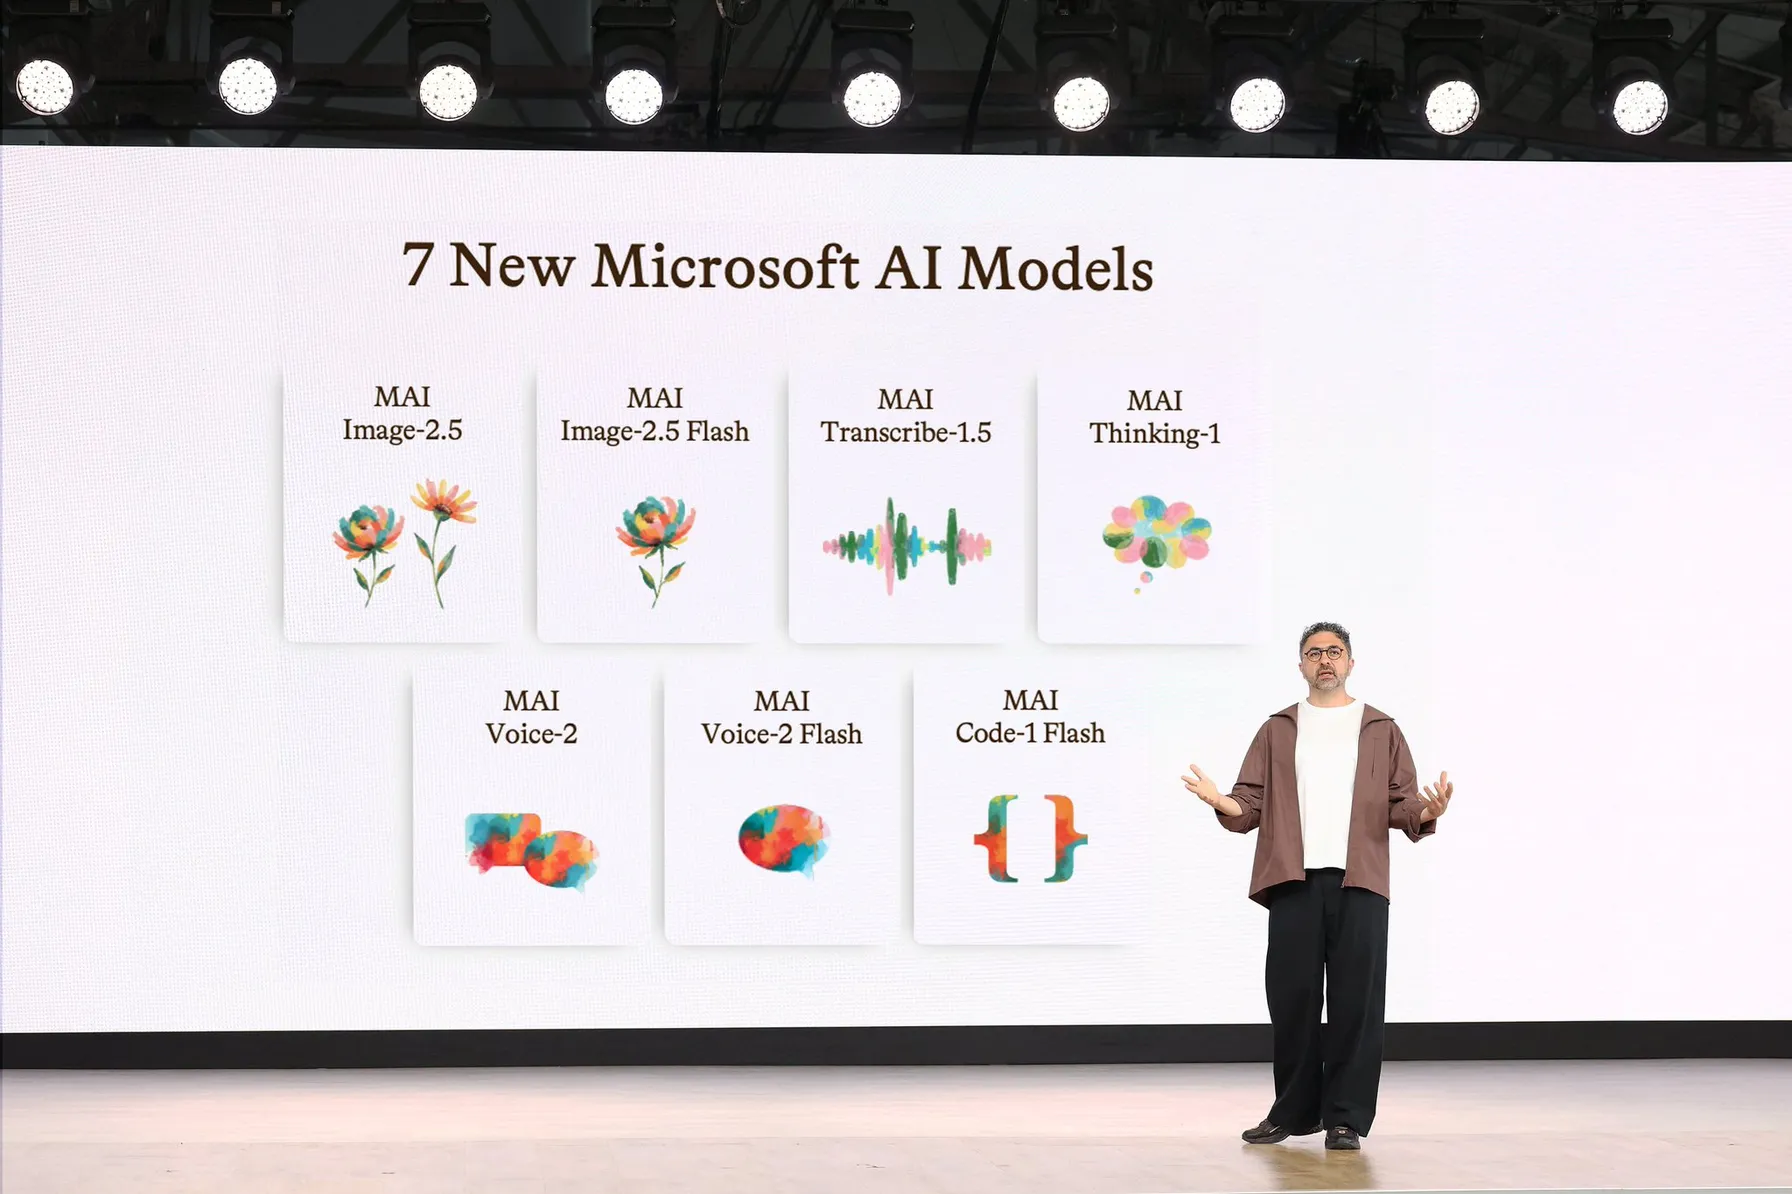 7 New Microsoft AI Models
MAI
Image-2.5
MAI
Image-2.5 Flash
MAI
Transcribe-1.5
MAI
Thinking-1
MAI
Voice-2
MAI
Voice-2 Flash
MAI
Code-1 Flash